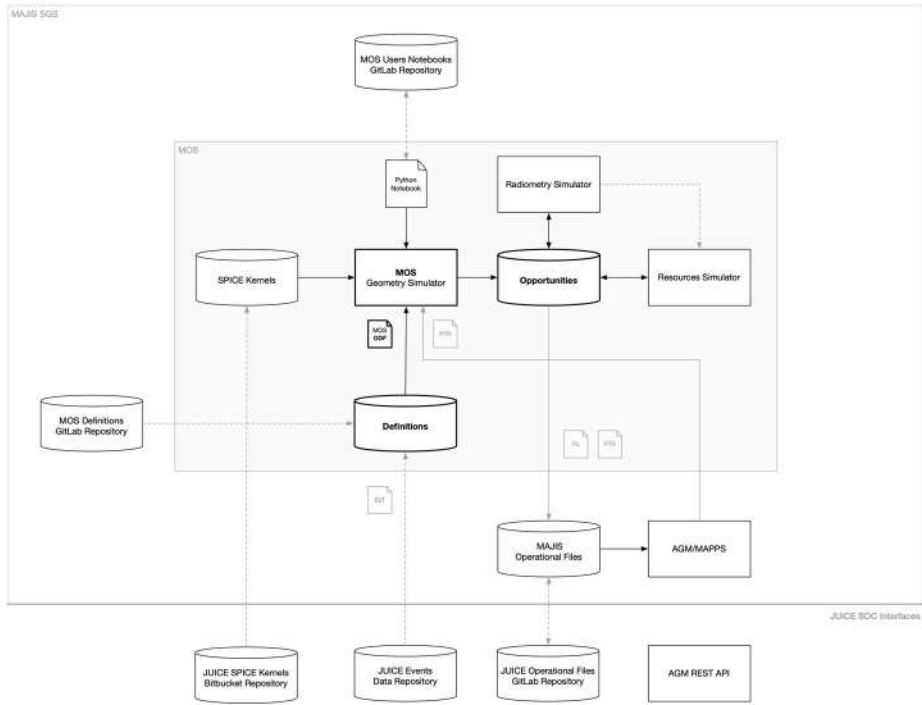 MAJIS SGS
MOS Users Notebooks
GitLab Repository
MOS
Python
Notebook
Radiometry Simulator
SPICE Kernels
MOS
Geometry Simulator
Opportunities
Resources Simulator
MOS
ODF
MOS Definitions
GitLab Repository
Definitions
EVT
MAJIS
Operational Files
AGM/MAPPS
JUICE SOC Interfaces
JUICE SPICE Kernels
Bitbucket Repository
JUICE Events
Data Repository
JUICE Operational Files
GitLab Repository
AGM REST API